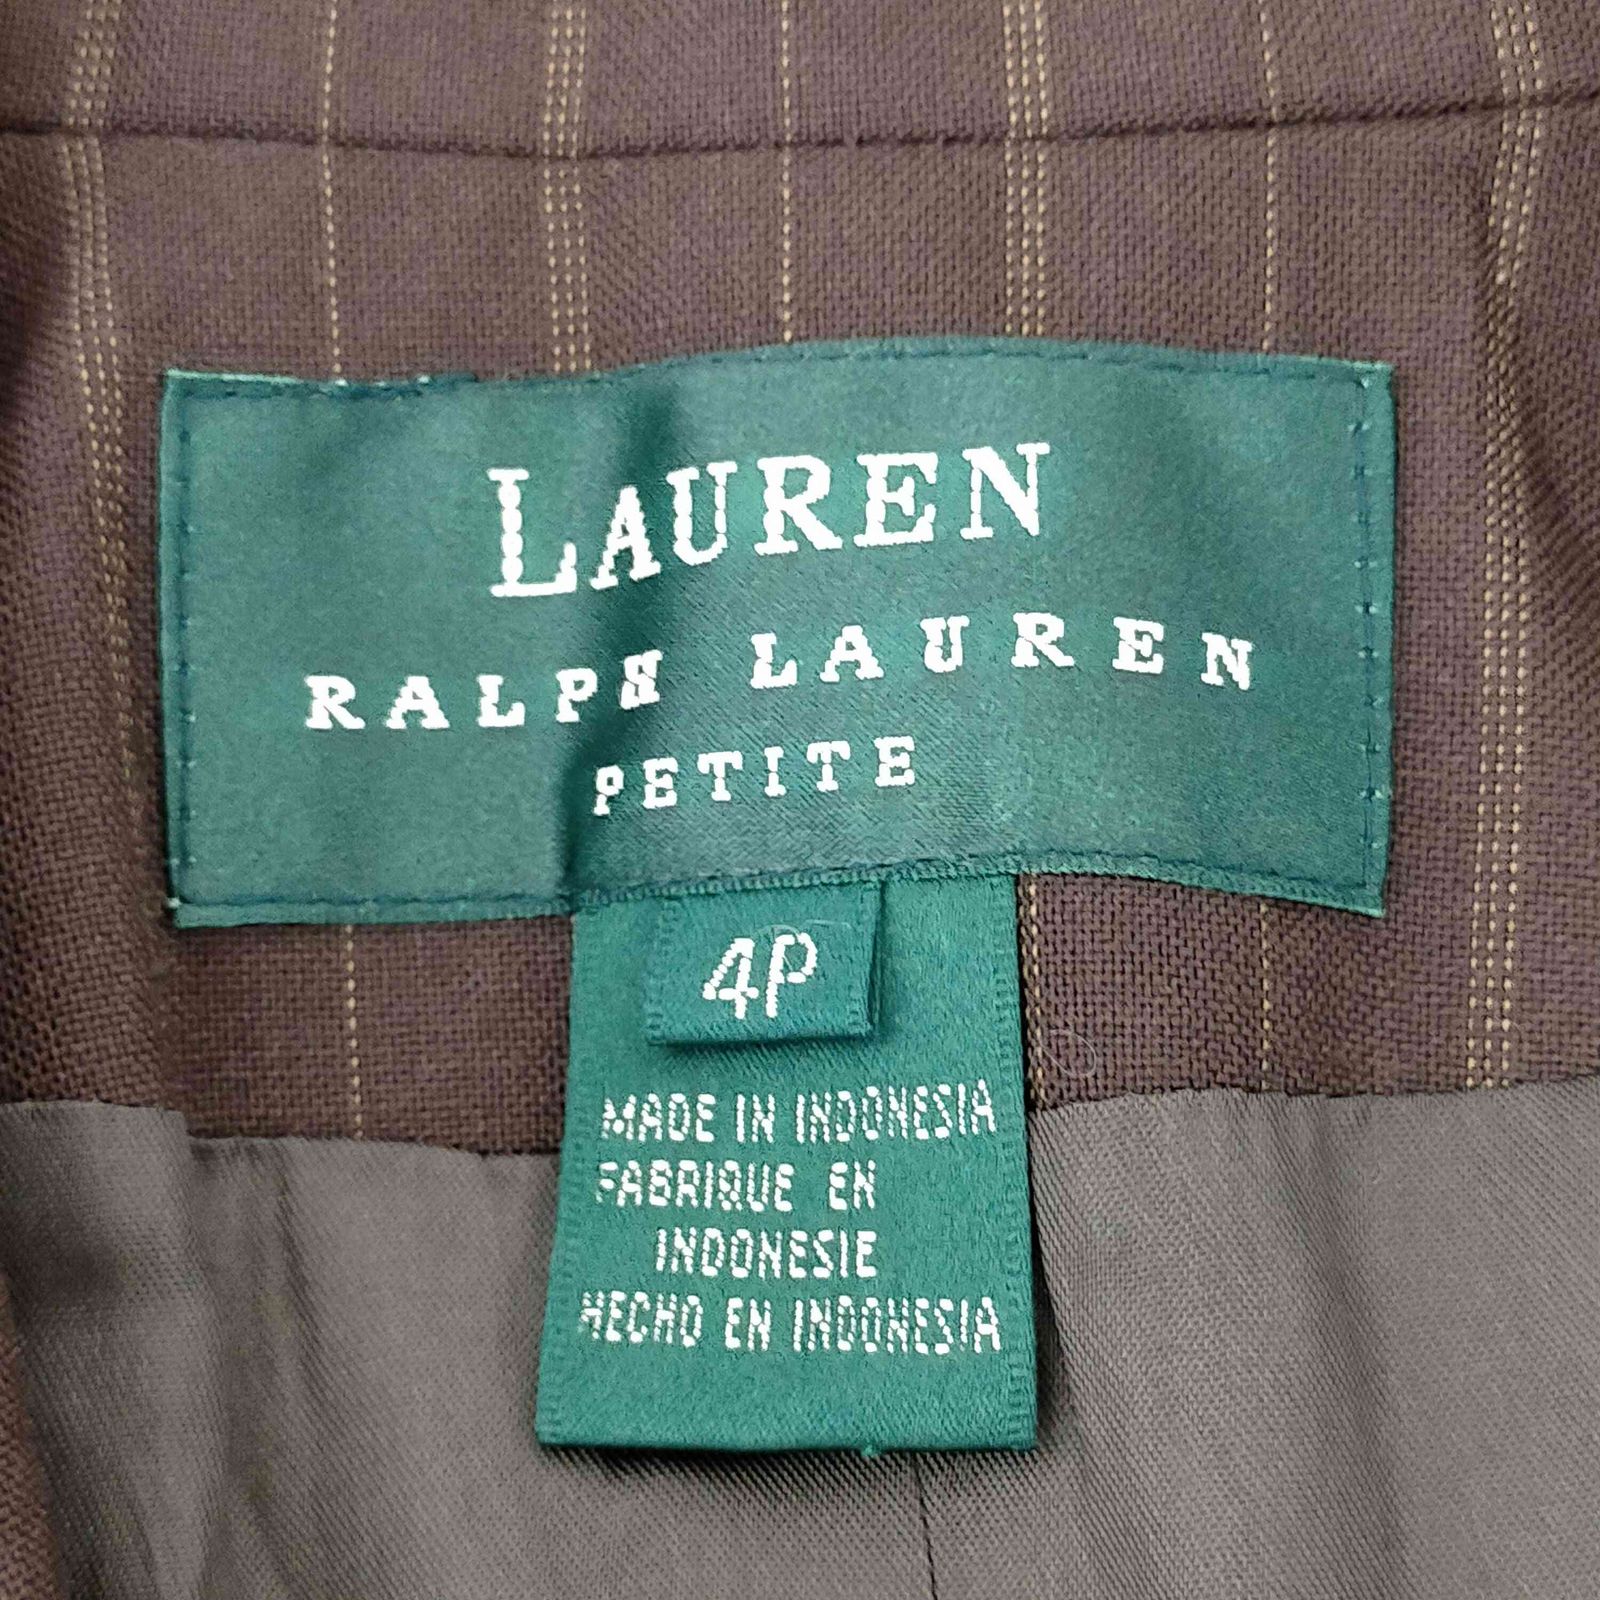 LAUREN
RALPH LAUREN
PETITE
4P
MADE IN INDONESIA
FABRIQUE EN
INDONESIE
HECHO EN INDONESIA